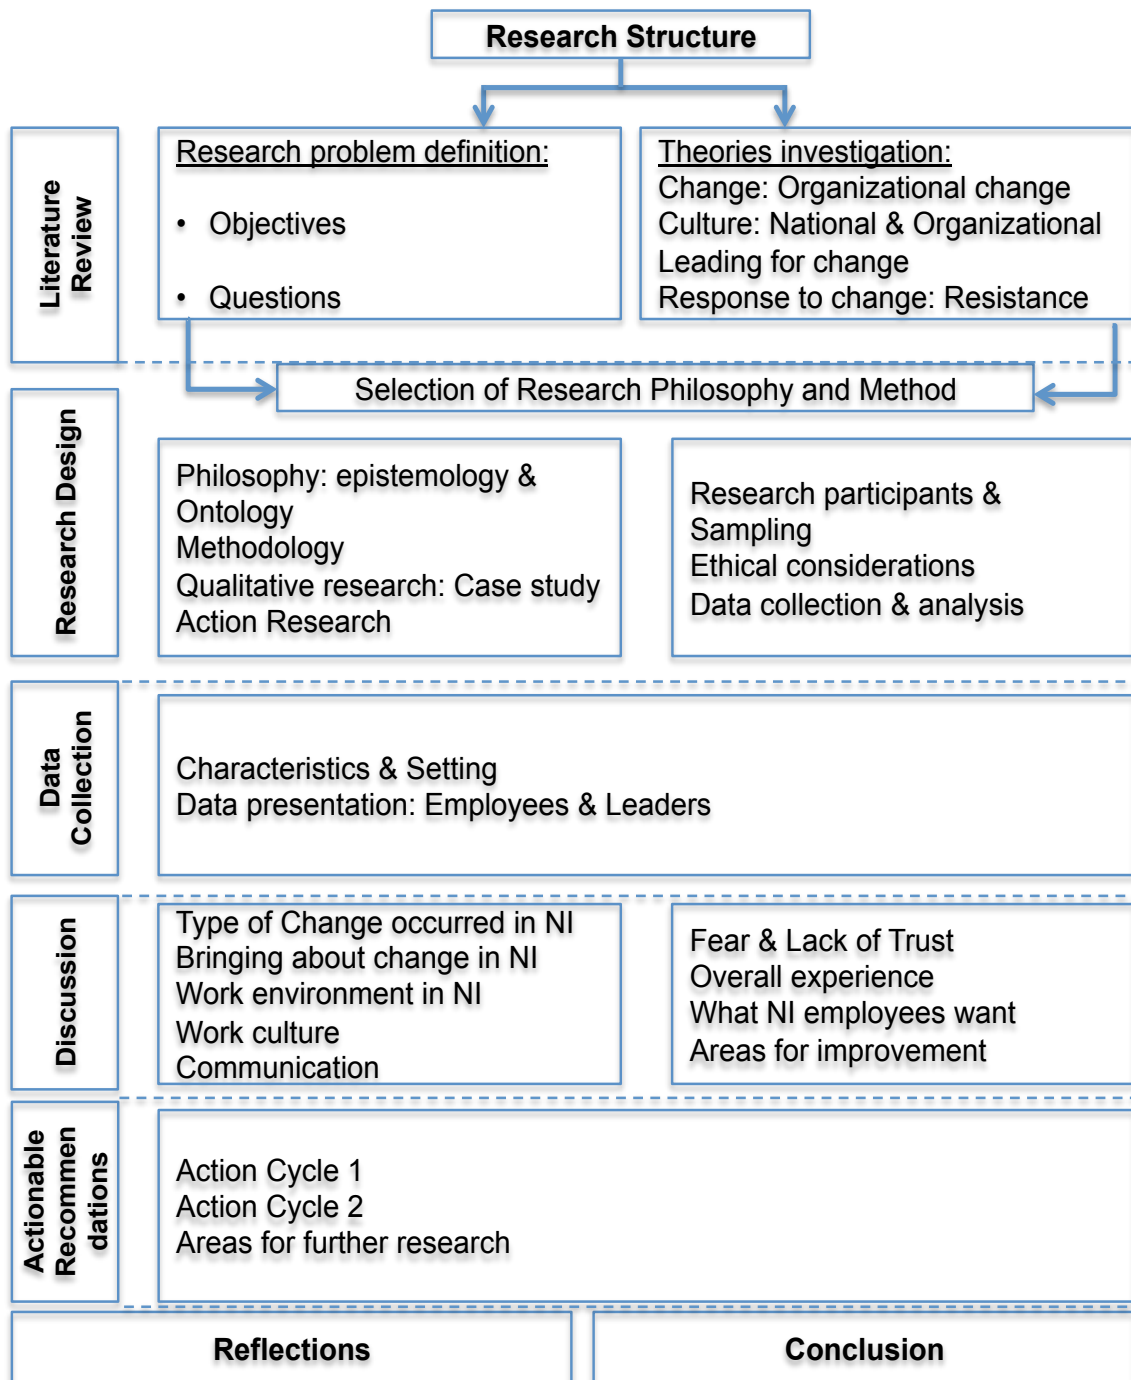 Research Structure
Literature
Review
Research problem definition:
• Objectives
• Questions
Theories investigation:
Change: Organizational change
Culture: National & Organizational
Leading for change
Response to change: Resistance
Research Design
Selection of Research Philosophy and Method
Philosophy: epistemology &
Ontology
Methodology
Qualitative research: Case study
Action Research
Research participants &
Sampling
Ethical considerations
Data collection & analysis
Data
Collection
Characteristics & Setting
Data presentation: Employees & Leaders
Discussion
Type of Change occurred in NI
Bringing about change in NI
Work environment in NI
Work culture
Communication
Fear & Lack of Trust
Overall experience
What NI employees want
Areas for improvement
Actionable
Recommen
dations
Action Cycle 1
Action Cycle 2
Areas for further research
Reflections
Conclusion